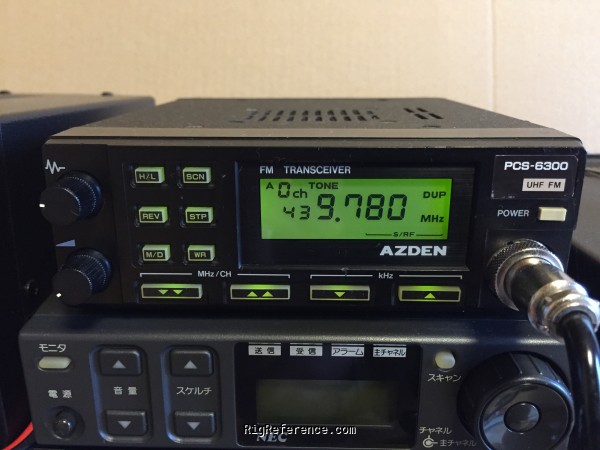 FM TRANSCEIVER
PCS-6300
UHF FM
H/L SCN
A 0ch TONE DUP
439.780 MHz
S/RF
POWER
REV STP
M/D WR
AZDEN
MHz/CH kHz
モニタ
送信 受信 アラーム 主チャネル
スキャン
電源 音量 スケルチ
NEC
チャネル
主チャネル
RigReference.com